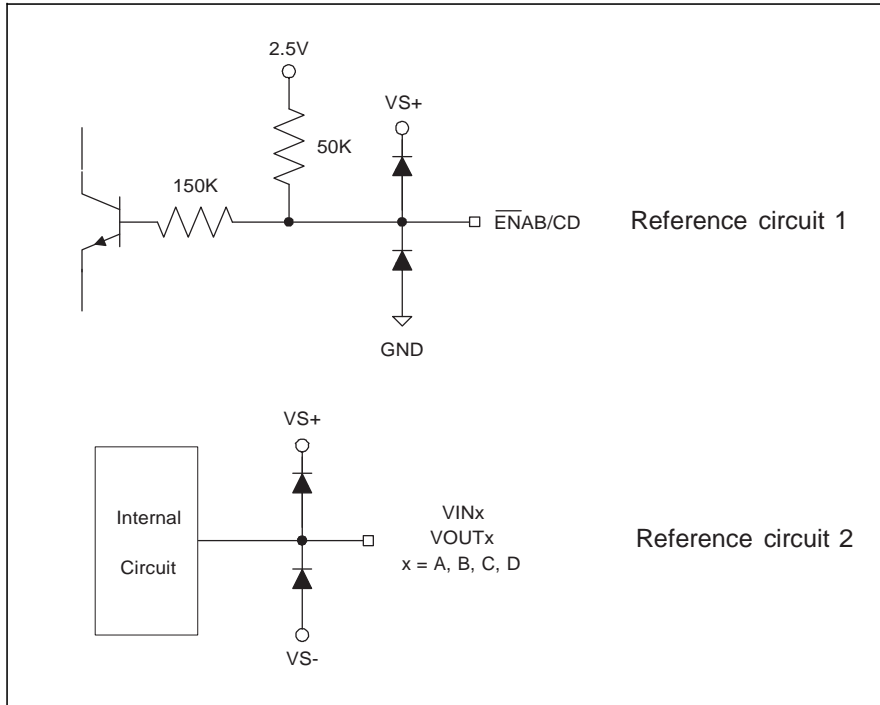 2.5V
VS+
50K
150K
E̅N̅AB/CD
Reference circuit 1
GND
VS+
Internal
Circuit
VINx
VOUTx
x = A, B, C, D
Reference circuit 2
VS-